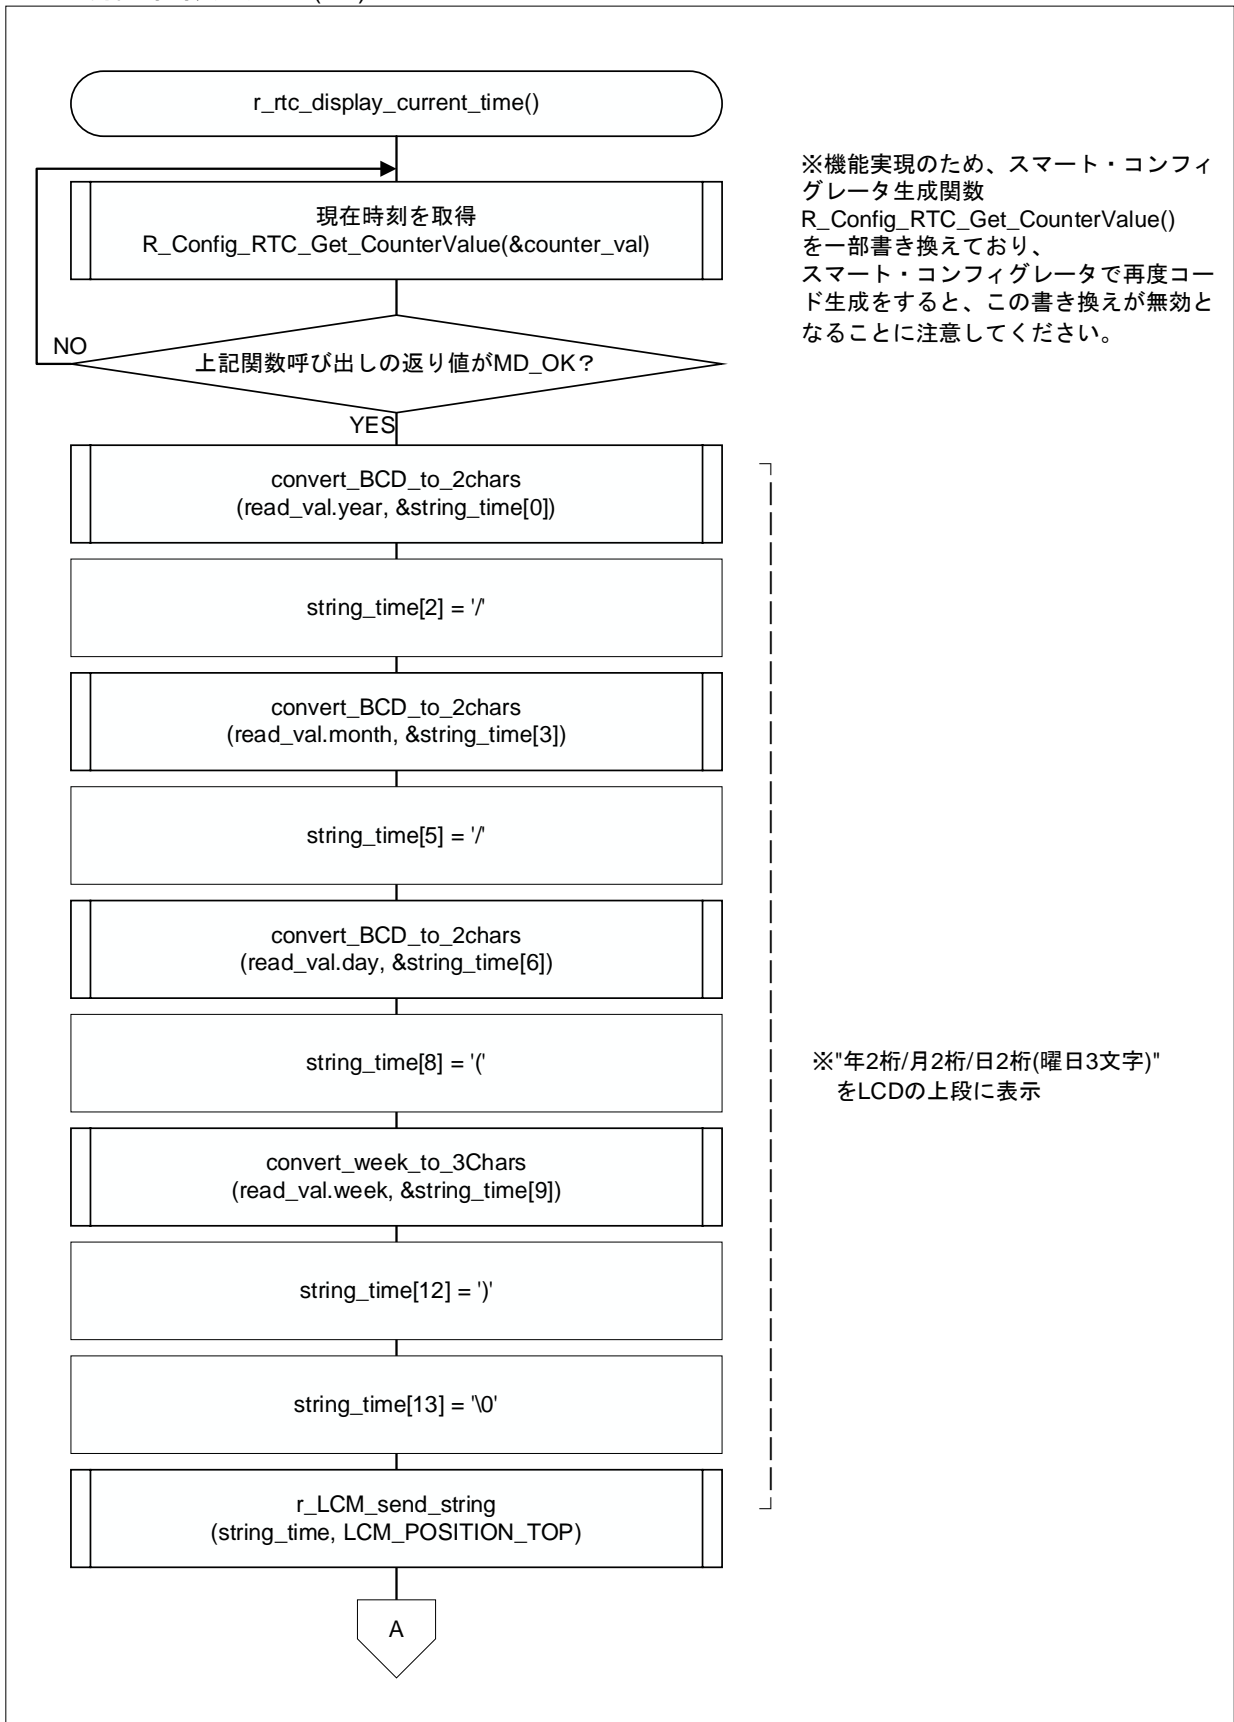 r_rtc_display_current_time()
現在時刻を取得
R_Config_RTC_Get_CounterValue(&counter_val)
※機能実現のため、スマート・コンフィ
グレータ生成関数
R_Config_RTC_Get_CounterValue()
を一部書き換えており、
スマート・コンフィグレータで再度コー
ド生成をすると、この書き換えが無効と
なることに注意してください。
NO
上記関数呼び出しの返り値がMD_OK？
YES
convert_BCD_to_2chars
(read_val.year, &string_time[0])
string_time[2] = '/'
convert_BCD_to_2chars
(read_val.month, &string_time[3])
string_time[5] = '/'
convert_BCD_to_2chars
(read_val.day, &string_time[6])
string_time[8] = '('
※"年2桁/月2桁/日2桁(曜日3文字)"
をLCDの上段に表示
convert_week_to_3Chars
(read_val.week, &string_time[9])
string_time[12] = ')'
string_time[13] = '\0'
r_LCM_send_string
(string_time, LCM_POSITION_TOP)
A